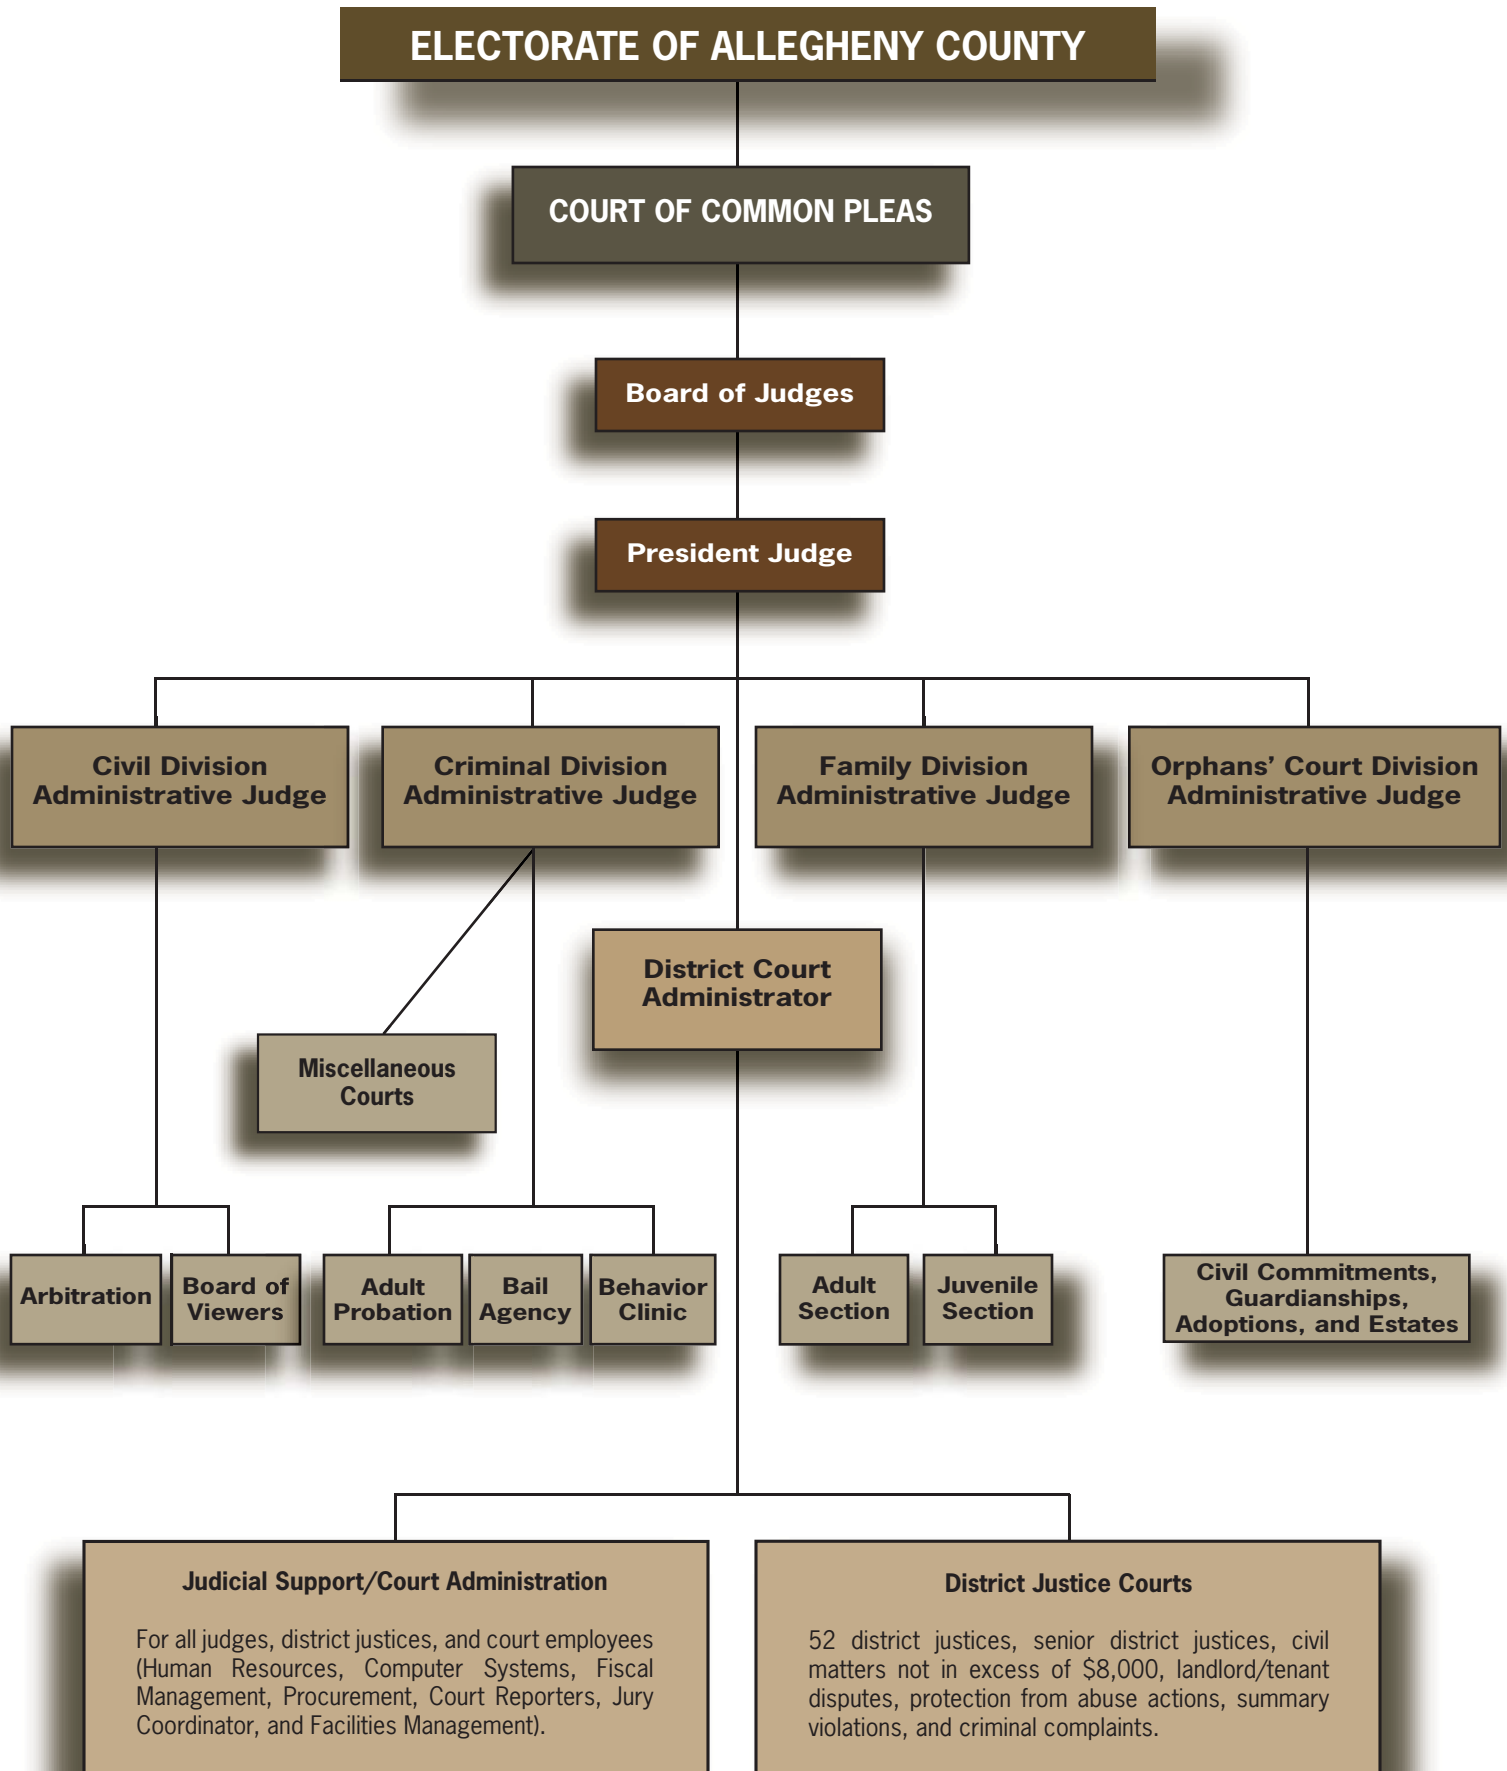 ELECTORATE OF ALLEGHENY COUNTY
COURT OF COMMON PLEAS
Board of Judges
President Judge
Civil Division
Administrative Judge
Criminal Division
Administrative Judge
Family Division
Administrative Judge
Orphans’ Court Division
Administrative Judge
District Court
Administrator
Miscellaneous
Courts
Arbitration
Board of
Viewers
Adult
Probation
Bail
Agency
Behavior
Clinic
Adult
Section
Juvenile
Section
Civil Commitments,
Guardianships,
Adoptions, and Estates
Judicial Support/Court Administration
For all judges, district justices, and court employees
(Human Resources, Computer Systems, Fiscal
Management, Procurement, Court Reporters, Jury
Coordinator, and Facilities Management).
District Justice Courts
52 district justices, senior district justices, civil
matters not in excess of $8,000, landlord/tenant
disputes, protection from abuse actions, summary
violations, and criminal complaints.